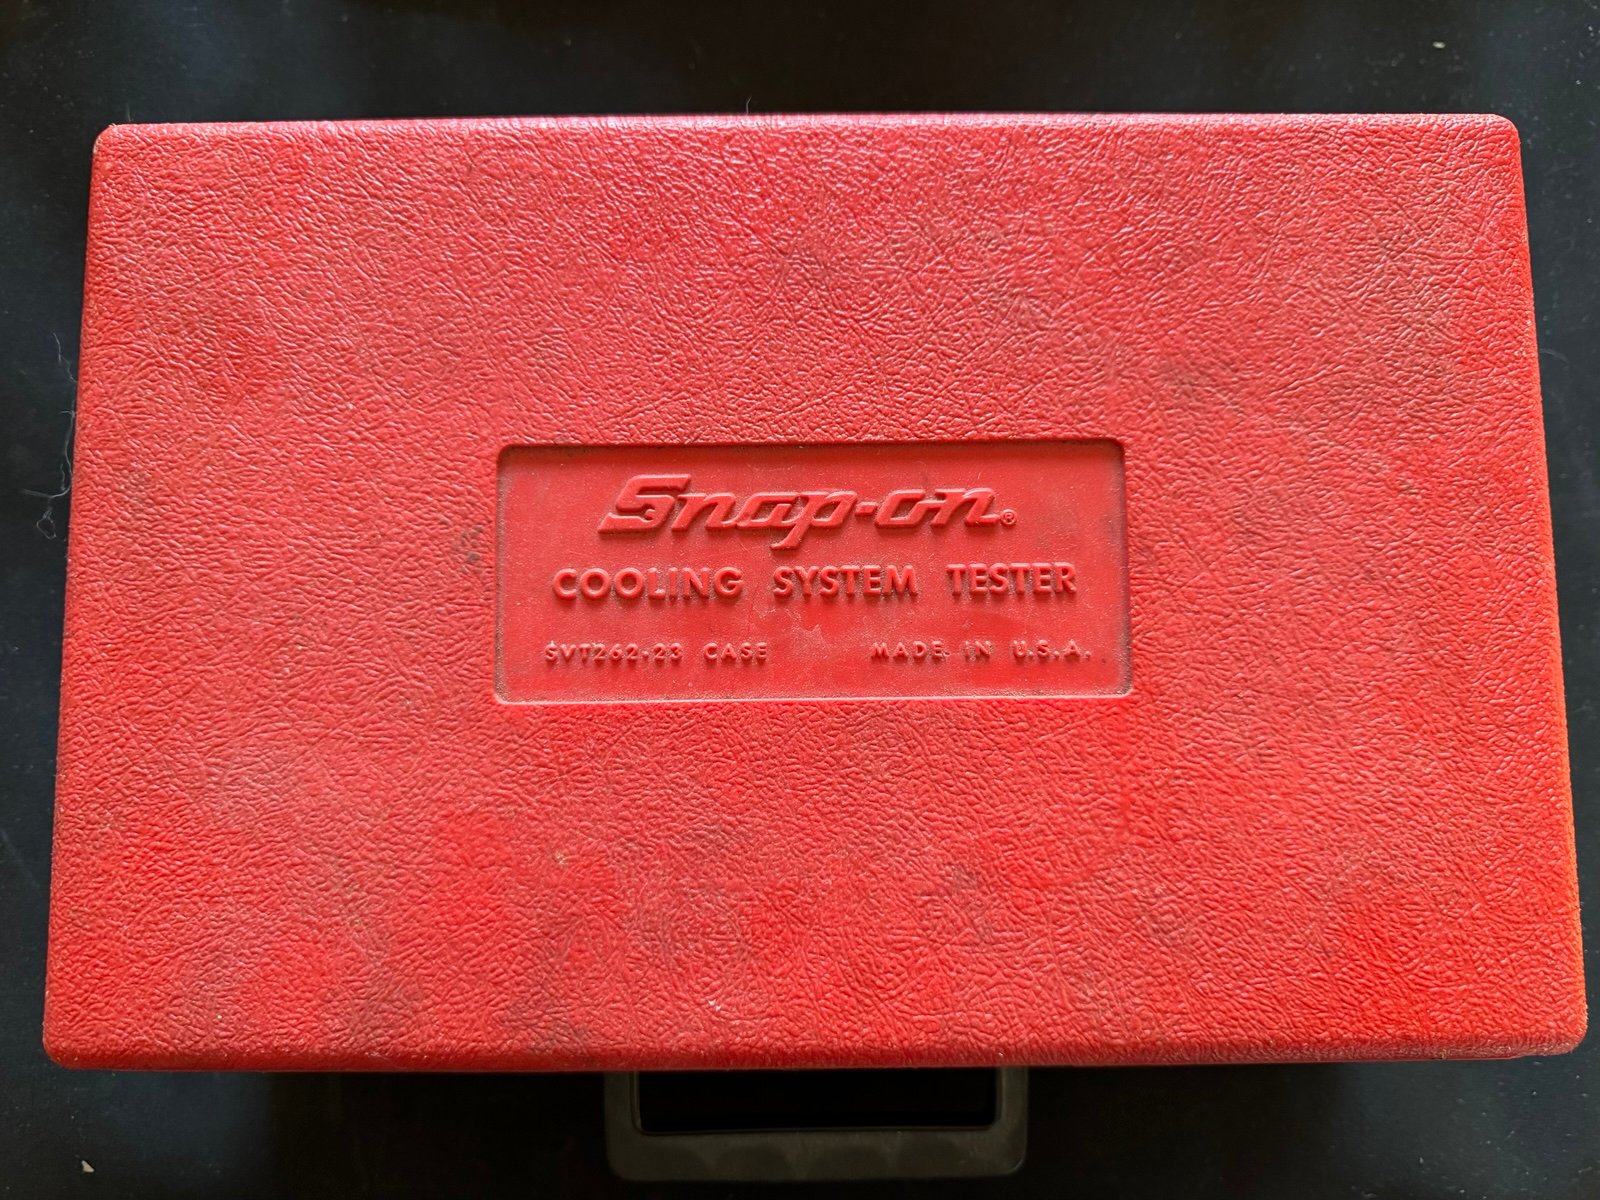 Snap-on®
COOLING SYSTEM TESTER
SVT262-23 CASE MADE IN U.S.A.